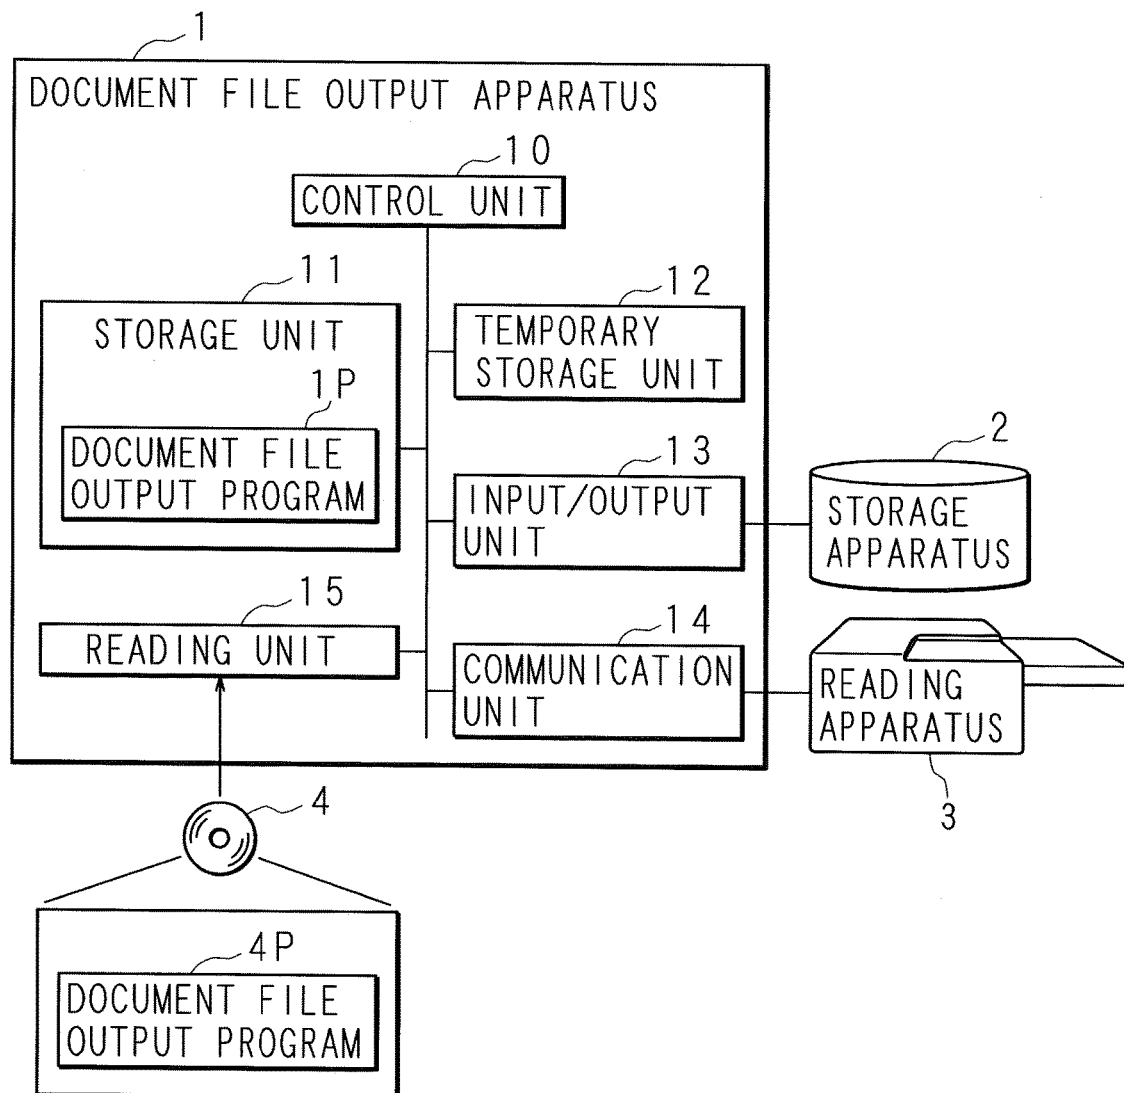 1
DOCUMENT FILE OUTPUT APPARATUS
10
CONTROL UNIT
11
STORAGE UNIT
1P
DOCUMENT FILE
OUTPUT PROGRAM
12
TEMPORARY
STORAGE UNIT
13
INPUT/OUTPUT
UNIT
2
STORAGE
APPARATUS
15
READING UNIT
14
COMMUNICATION
UNIT
READING
APPARATUS
3
4
4P
DOCUMENT FILE
OUTPUT PROGRAM